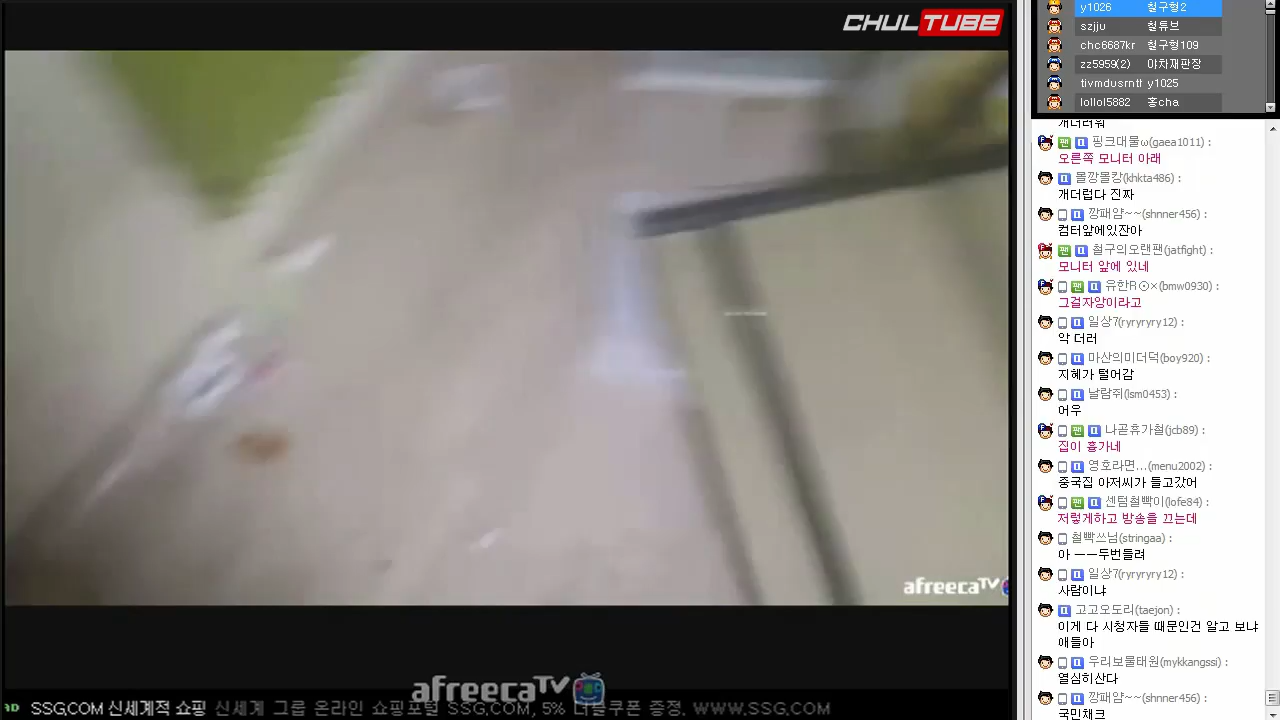 CHULTUBE
y1026 철구형2
szjju 철튜브
chc6687kr 철구형109
zz5959(2) 야차재판장
tivmdusrntl y1025
lollol5882 홍cha
개더러워
핑크대물ω(gaea1011) :
오른쪽 모니터 아래
몰깡몰캉(khkta486) :
개더럽다 진짜
깡패얌~~(shnner456) :
컴터앞에있잔아
철구의오랜팬(jatfight) :
모니터 앞에 있네
유한R⊙×(bmw0930) :
그걸자앙이라고
일상7(ryryryry12) :
악 더러
마산의미더덕(boy920) :
지혜가 털어감
날람쥐(lsm0453) :
어우
나곧휴가철(jcb89) :
집이 흉가네
영호라면...(menu2002) :
중국집 아저씨가 들고갔어
센텀철빡이(lofe84) :
저렇게하고 방송을 끄는데
철빡쓰넘(stringaa) :
아 ㅡㅡ두번들려
일상7(ryryryry12) :
사람이냐
고고오도리(taejon) :
이게 다 시청자들 때문인건 알고 보냐
얘들아
우리보물태원(mykkangssi) :
열심히산다
깡패얌~~(shnner456) :
국민체크
afreecaTV
afreecaTV
AD SSG.COM 신세계적 쇼핑 신세계 그룹 온라인 쇼핑포털 SSG.COM, 5% 더블쿠폰 증정. WWW.SSG.COM